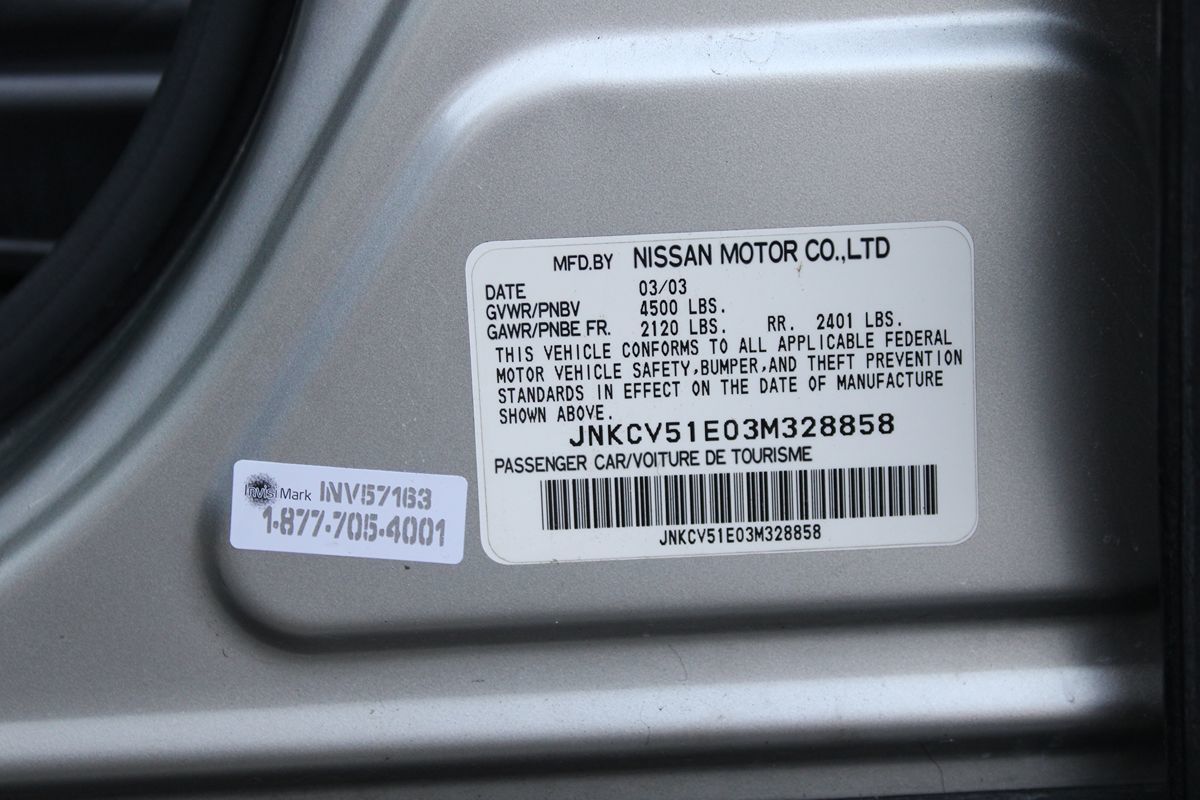 MFD.BY NISSAN MOTOR CO.,LTD
DATE 03/03
GVWR/PNBV 4500 LBS.
GAWR/PNBE FR. 2120 LBS. RR. 2401 LBS.
THIS VEHICLE CONFORMS TO ALL APPLICABLE FEDERAL
MOTOR VEHICLE SAFETY,BUMPER,AND THEFT PREVENTION
STANDARDS IN EFFECT ON THE DATE OF MANUFACTURE
SHOWN ABOVE.
JNKCV51E03M328858
PASSENGER CAR/VOITURE DE TOURISME
JNKCV51E03M328858
InvisiMark INV57163
1-877-705-4001